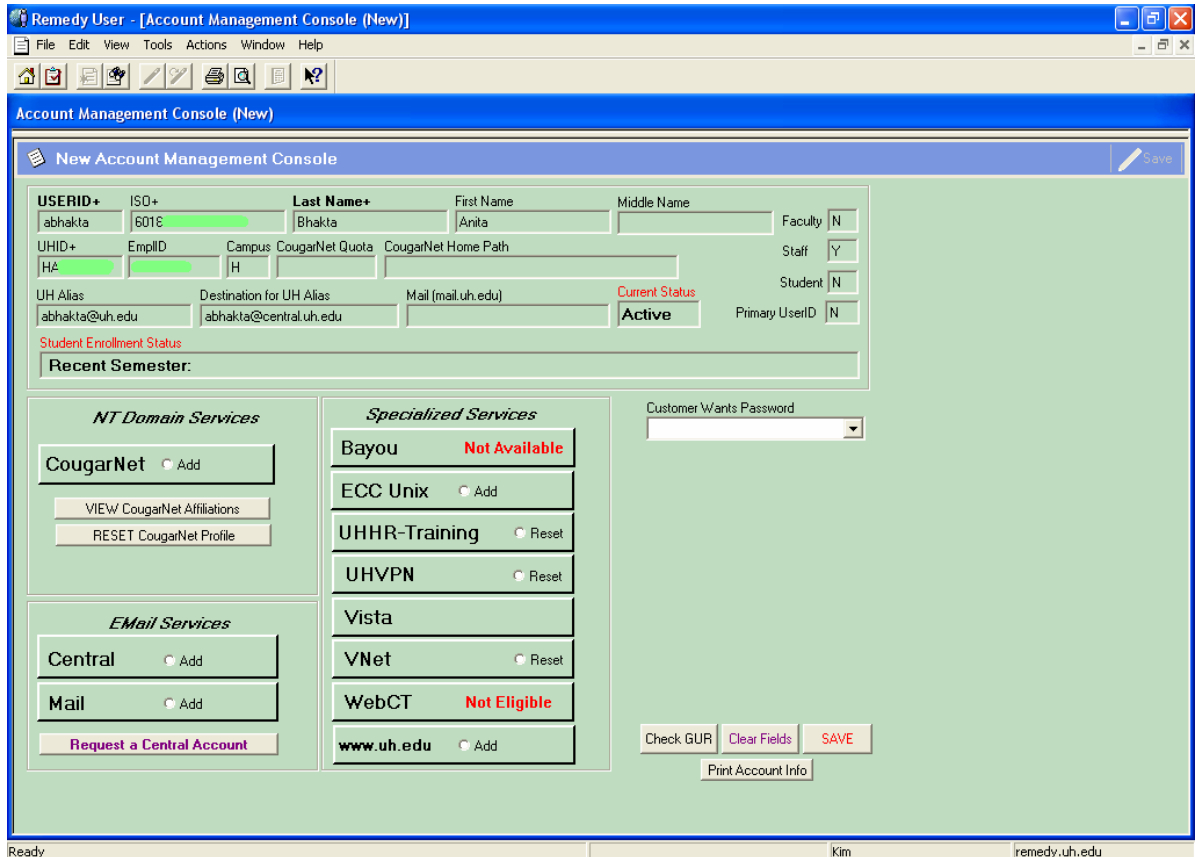 Remedy User - [Account Management Console (New)]
File Edit View Tools Actions Window Help
Account Management Console (New)
New Account Management Console
Save
USERID+ ISO+ Last Name+ First Name Middle Name
abhakta 6018 Bhakta Anita
Faculty N
UHID+ EmplID Campus CougarNet Quota CougarNet Home Path
HA H
Staff Y
Student N
UH Alias Destination for UH Alias Mail (mail.uh.edu) Current Status
abhakta@uh.edu abhakta@central.uh.edu Active Primary UserID N
Student Enrollment Status
Recent Semester:
NT Domain Services
CougarNet Add
VIEW CougarNet Affiliations
RESET CougarNet Profile
EMail Services
Central Add
Mail Add
Request a Central Account
Specialized Services
Bayou Not Available
ECC Unix Add
UHHR-Training Reset
UHVPN Reset
Vista
VNet Reset
WebCT Not Eligible
www.uh.edu Add
Customer Wants Password
Check GUR Clear Fields SAVE
Print Account Info
Ready Kim remedy.uh.edu